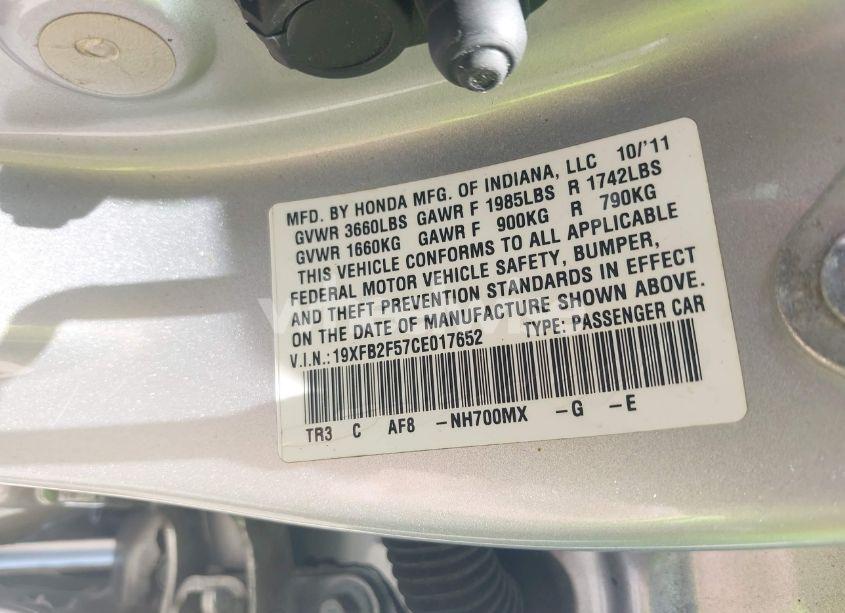 MFD. BY HONDA MFG. OF INDIANA, LLC 10/'11
GVWR 3660LBS GAWR F 1985LBS R 1742LBS
GVWR 1660KG GAWR F 900KG R 790KG
THIS VEHICLE CONFORMS TO ALL APPLICABLE
FEDERAL MOTOR VEHICLE SAFETY, BUMPER,
AND THEFT PREVENTION STANDARDS IN EFFECT
ON THE DATE OF MANUFACTURE SHOWN ABOVE.
V.I.N.: 19XFB2F57CE017652 TYPE: PASSENGER CAR
TR3 C AF8 -NH700MX -G -E